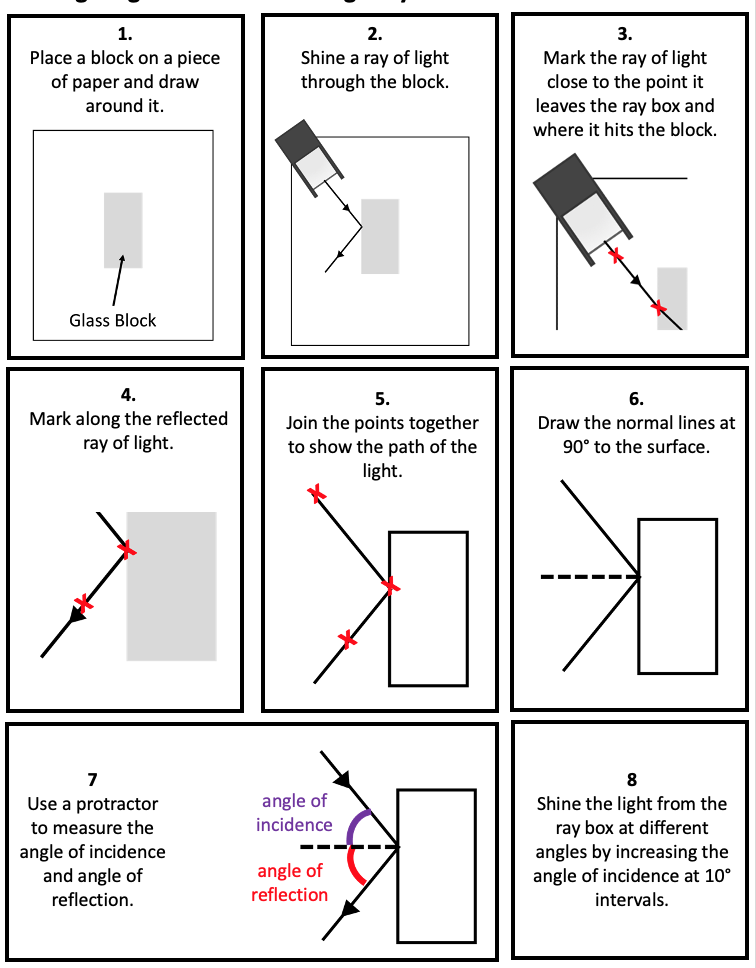 1.
Place a block on a piece
of paper and draw
around it.
Glass Block
2.
Shine a ray of light
through the block.
3.
Mark the ray of light
close to the point it
leaves the ray box and
where it hits the block.
4.
Mark along the reflected
ray of light.
5.
Join the points together
to show the path of the
light.
6.
Draw the normal lines at
90° to the surface.
7
Use a protractor
to measure the
angle of incidence
and angle of
reflection.
angle of
incidence
angle of
reflection
8
Shine the light from the
ray box at different
angles by increasing the
angle of incidence at 10°
intervals.